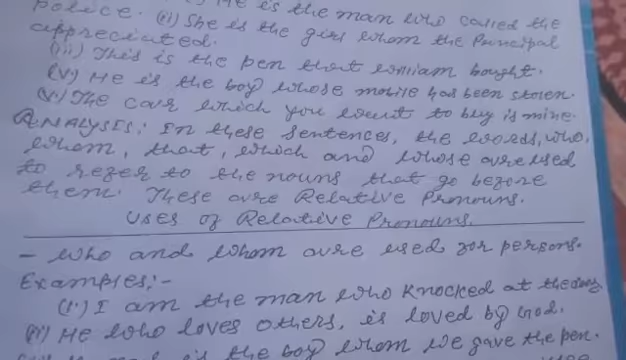 Police. (ii) She is the girl whom the Principal
appreciated.
(iii) This is the pen that William bought.
(iv) He is the boy whose mobile has been stolen.
(v) The car which you want to buy is mine.
Analyses: In these sentences, the words, who,
whom, that, which and whose are used
to refer to the nouns that go before
them. These are Relative Pronouns.
Uses of Relative Pronouns.
- Who and Whom are used for persons.
Examples:-
(i) I am the man who knocked at the door.
(ii) He who loves others, is loved by God.
is the boy whom we gave the pen.